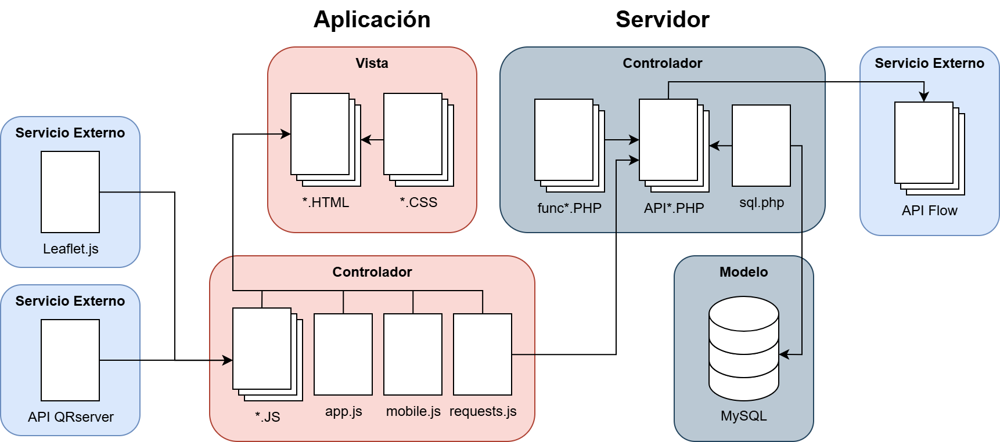 Aplicación
Servidor
Vista
*.HTML
*.CSS
Controlador
func*.PHP
API*.PHP
sql.php
Servicio Externo
API Flow
Servicio Externo
Leaflet.js
Servicio Externo
API QRserver
Controlador
*.JS
app.js
mobile.js
requests.js
Modelo
MySQL